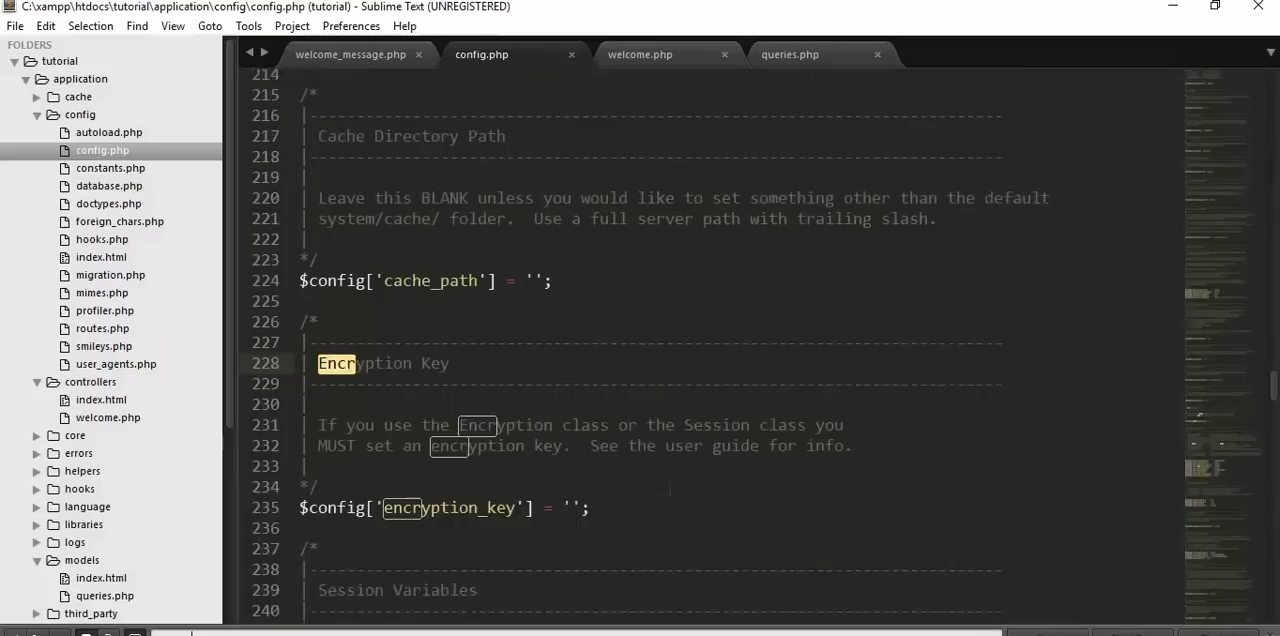 C:\xampp\htdocs\tutorial\application\config\config.php (tutorial) - Sublime Text (UNREGISTERED)
File Edit Selection Find View Goto Tools Project Preferences Help
FOLDERS
tutorial
application
cache
config
autoload.php
config.php
constants.php
database.php
doctypes.php
foreign_chars.php
hooks.php
index.html
migration.php
mimes.php
profiler.php
routes.php
smileys.php
user_agents.php
controllers
index.html
welcome.php
core
errors
helpers
hooks
language
libraries
logs
models
index.html
queries.php
third_party
welcome_message.php × config.php × welcome.php × queries.php ×
214
215 /*
216 |--------------------------------------------------------------------------
217 | Cache Directory Path
218 |--------------------------------------------------------------------------
219 |
220 | Leave this BLANK unless you would like to set something other than the default
221 | system/cache/ folder.  Use a full server path with trailing slash.
222 |
223 */
224 $config['cache_path'] = '';
225
226 /*
227 |--------------------------------------------------------------------------
228 | Encryption Key
229 |--------------------------------------------------------------------------
230 |
231 | If you use the Encryption class or the Session class you
232 | MUST set an encryption key.  See the user guide for info.
233 |
234 */
235 $config['encryption_key'] = '';
236
237 /*
238 |--------------------------------------------------------------------------
239 | Session Variables
240 |--------------------------------------------------------------------------